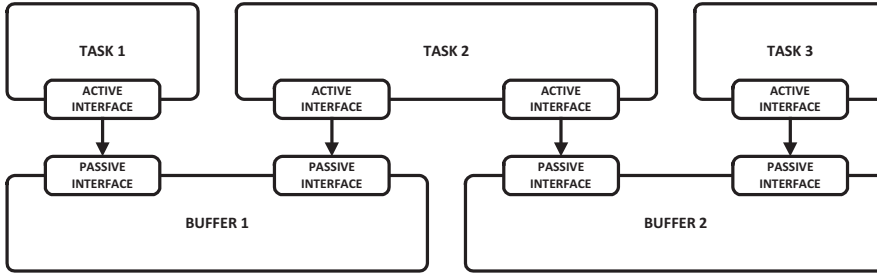 TASK 1
TASK 2
TASK 3
ACTIVE
INTERFACE
ACTIVE
INTERFACE
ACTIVE
INTERFACE
ACTIVE
INTERFACE
PASSIVE
INTERFACE
PASSIVE
INTERFACE
PASSIVE
INTERFACE
PASSIVE
INTERFACE
BUFFER 1
BUFFER 2